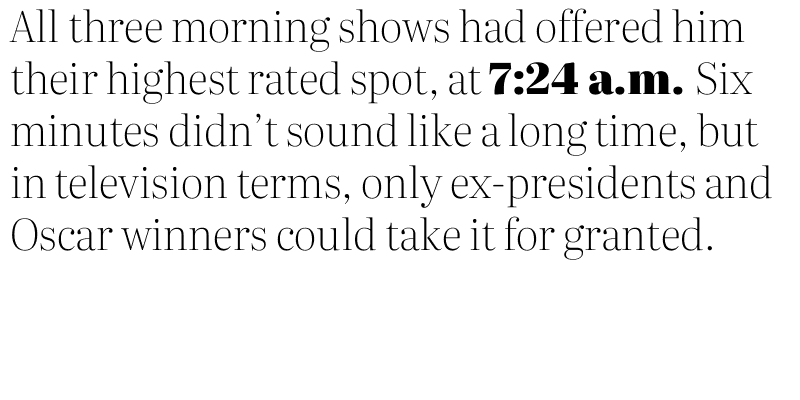 All three morning shows had offered him
their highest rated spot, at 7:24 a.m. Six
minutes didn’t sound like a long time, but
in television terms, only ex-presidents and
Oscar winners could take it for granted.